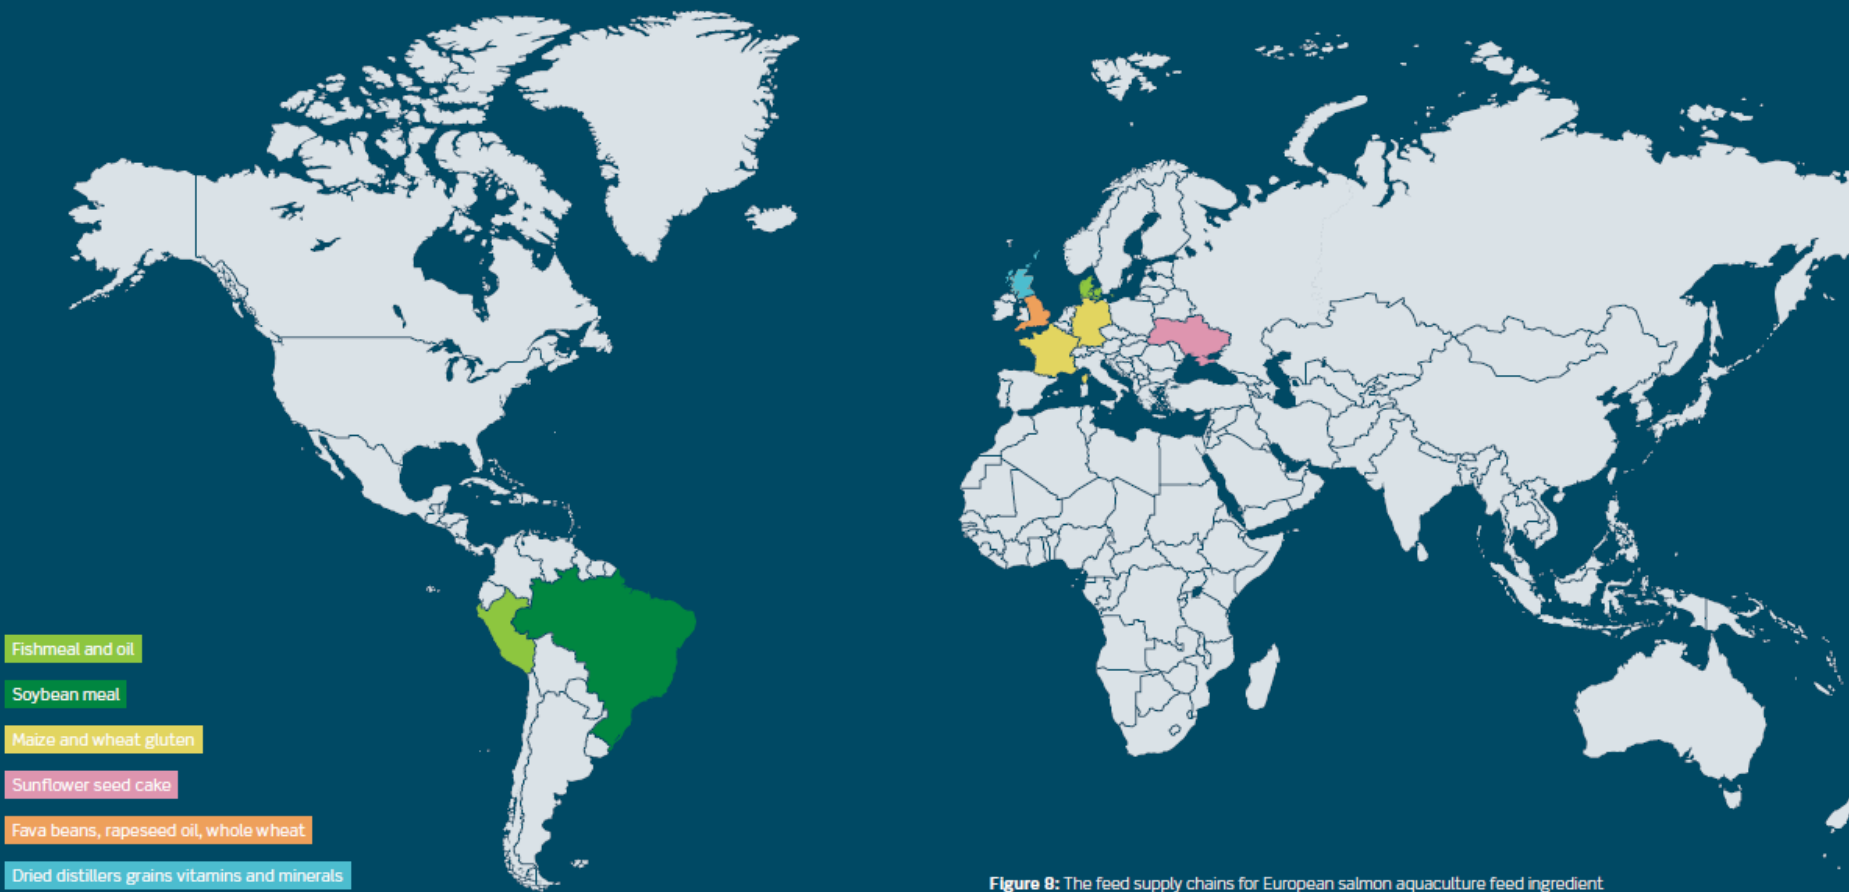 Fishmeal and oil
Soybean meal
Maize and wheat gluten
Sunflower seed cake
Fava beans, rapeseed oil, whole wheat
Dried distillers grains vitamins and minerals
Figure 8: The feed supply chains for European salmon aquaculture feed ingredient